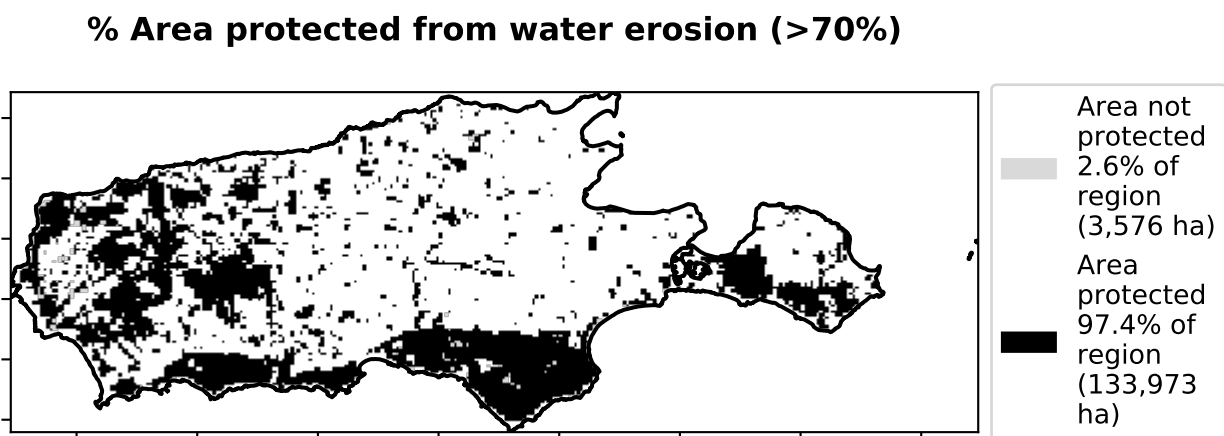 % Area protected from water erosion (>70%)
Area not
protected
2.6% of
region
(3,576 ha)
Area
protected
97.4% of
region
(133,973
ha)